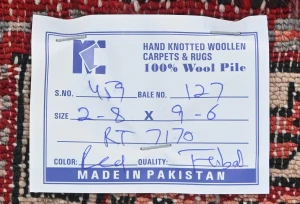 HAND KNOTTED WOOLLEN
CARPETS & RUGS
100% Wool Pile
S.NO. 459 BALE NO. 127
SIZE 2-8 X 9-6
RT 7170
COLOR: Red QUALITY:
MADE IN PAKISTAN